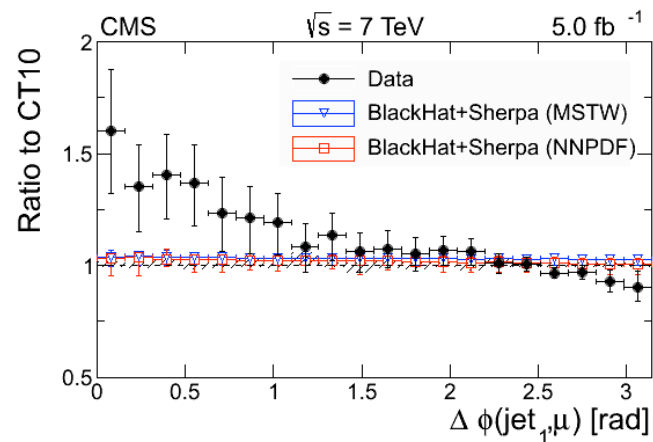 CMS √s = 7 TeV 5.0 fb⁻¹
Ratio to CT10
2
1.5
1
0.5
Data
BlackHat+Sherpa (MSTW)
BlackHat+Sherpa (NNPDF)
0 0.5 1 1.5 2 2.5 3
Δ ϕ(jet₁,μ) [rad]